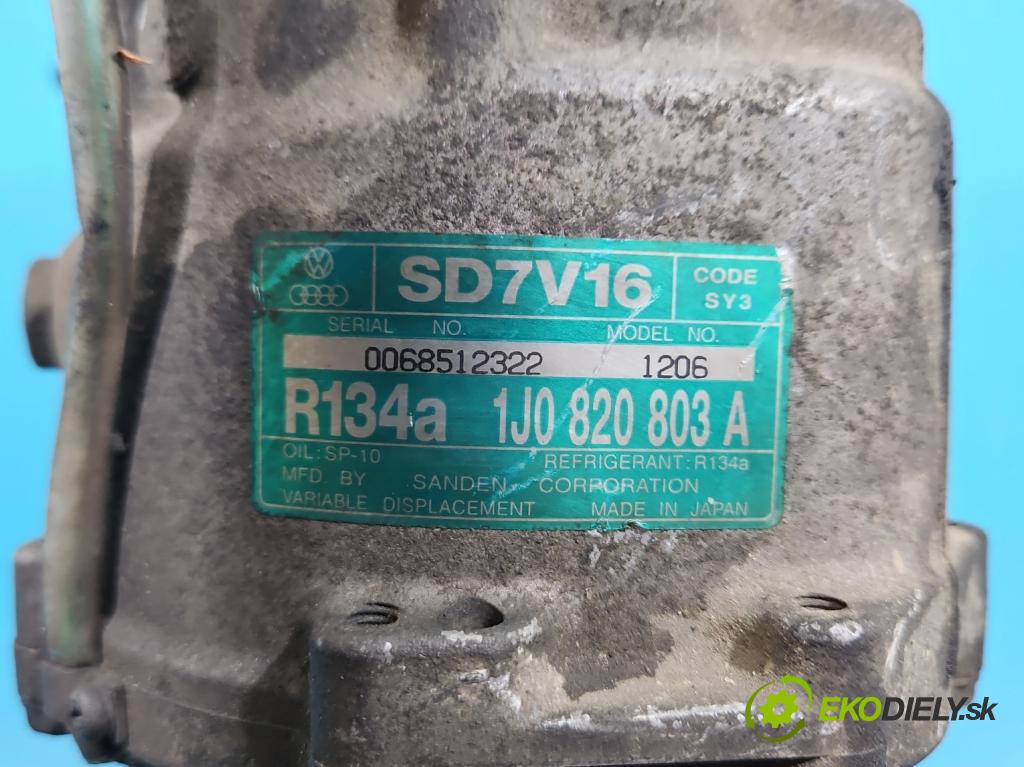 SD7V16
CODE
SY3
SERIAL NO. MODEL NO.
0068512322 1206
R134a 1J0 820 803 A
OIL:SP-10 REFRIGERANT:R134a
MFD. BY SANDEN CORPORATION
VARIABLE DISPLACEMENT MADE IN JAPAN
EKODIELY.sk